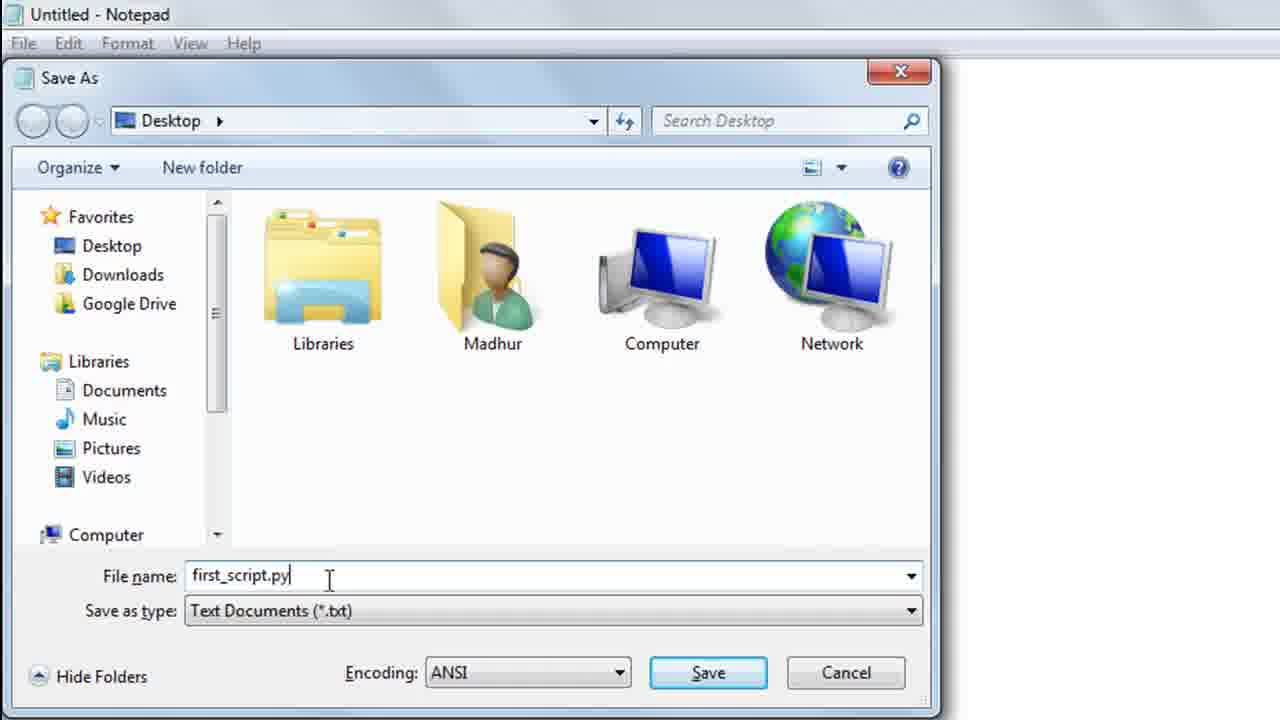 Untitled - Notepad
File Edit Format View Help
Save As
Desktop Search Desktop
Organize New folder
Favorites
Desktop
Downloads
Google Drive
Libraries
Documents
Music
Pictures
Videos
Computer
Libraries Madhur Computer Network
File name: first_script.py
Save as type: Text Documents (*.txt)
Hide Folders Encoding: ANSI Save Cancel